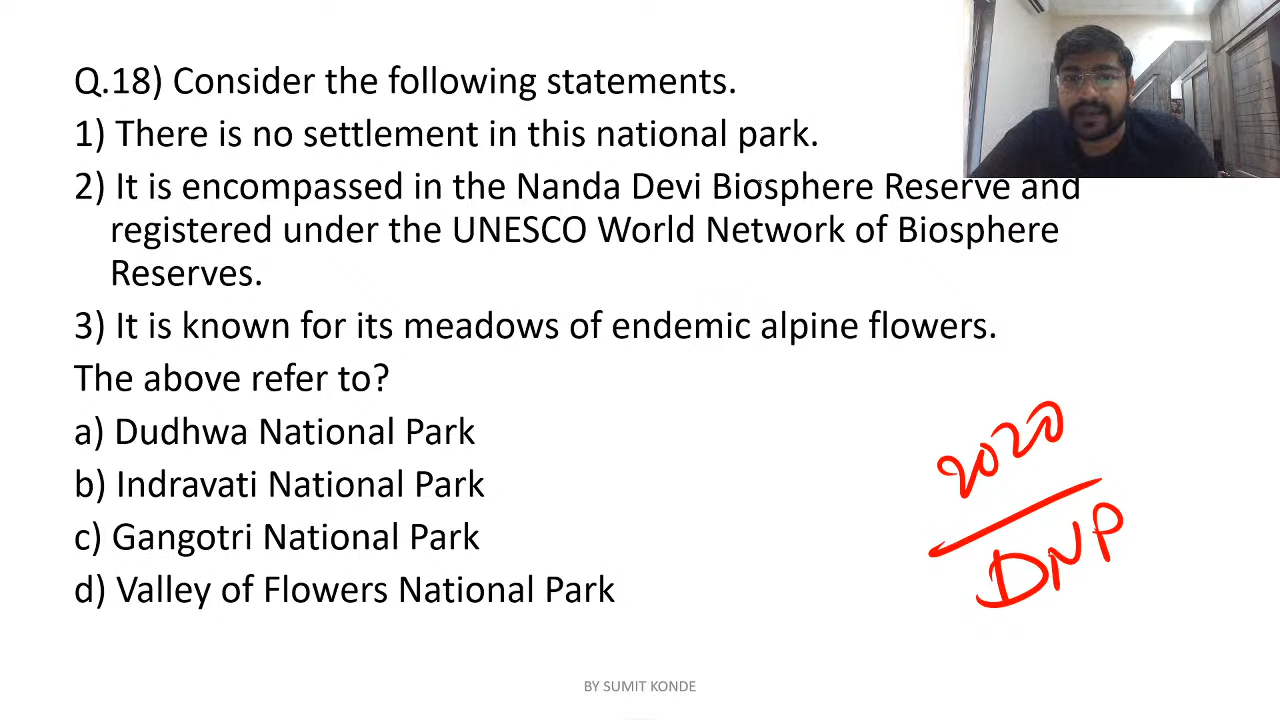 Q.18) Consider the following statements.
1) There is no settlement in this national park.
2) It is encompassed in the Nanda Devi Biosphere Reserve and
registered under the UNESCO World Network of Biosphere
Reserves.
3) It is known for its meadows of endemic alpine flowers.
The above refer to?
a) Dudhwa National Park
b) Indravati National Park
c) Gangotri National Park
d) Valley of Flowers National Park
2020
DNP
BY SUMIT KONDE